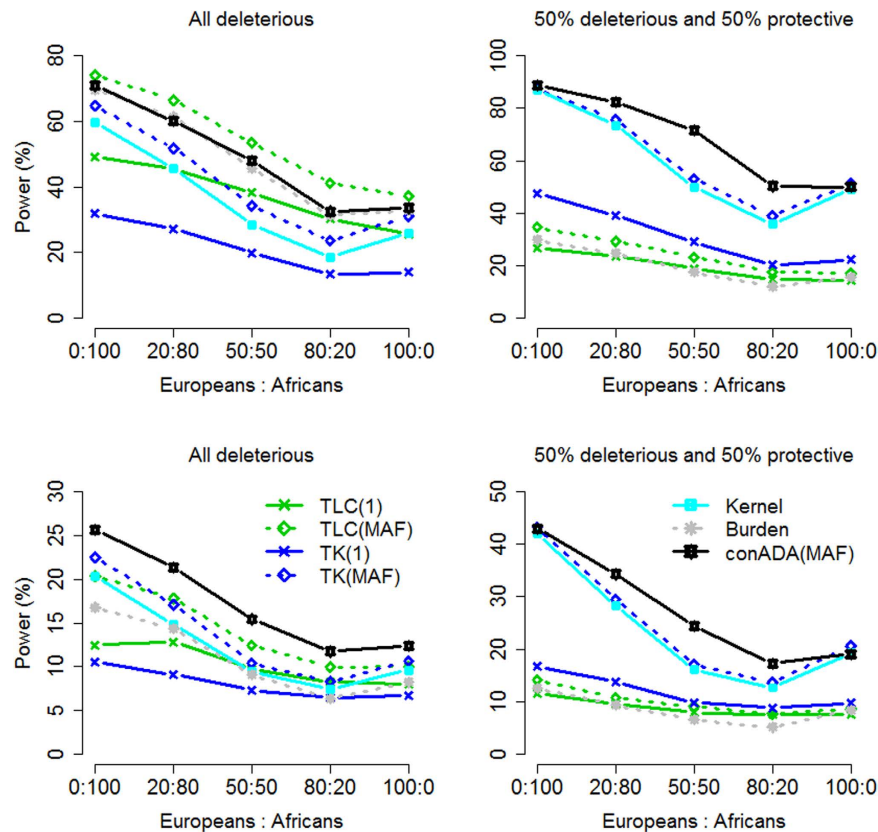 All deleterious
80
60
40
20
0
Power (%)
0:100 20:80 50:50 80:20 100:0
Europeans : Africans
50% deleterious and 50% protective
100
80
60
40
20
0
0:100 20:80 50:50 80:20 100:0
Europeans : Africans
All deleterious
30
25
20
15
10
5
0
Power (%)
TLC(1)
TLC(MAF)
TK(1)
TK(MAF)
0:100 20:80 50:50 80:20 100:0
Europeans : Africans
50% deleterious and 50% protective
50
40
30
20
10
0
Kernel
Burden
conADA(MAF)
0:100 20:80 50:50 80:20 100:0
Europeans : Africans